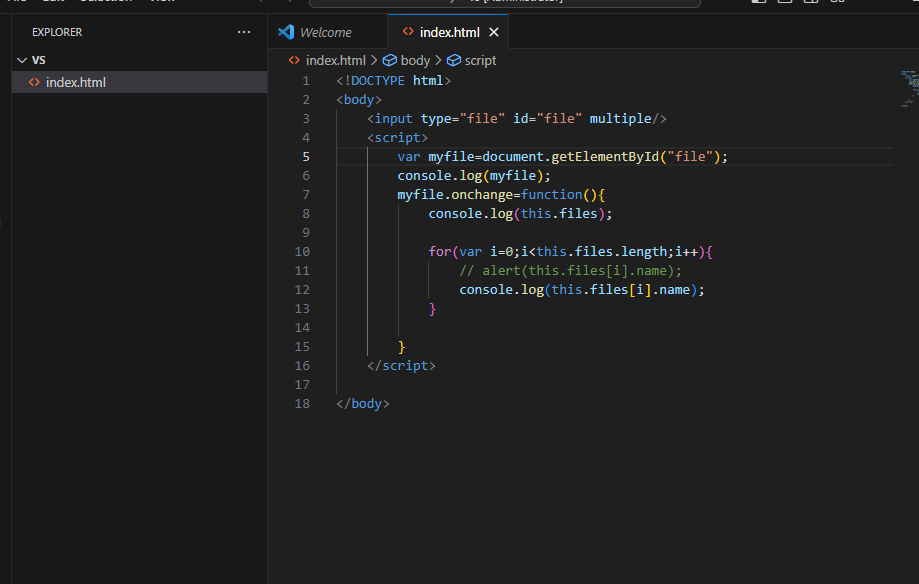 EXPLORER
VS
index.html
Welcome
index.html
index.html > body > script
1 <!DOCTYPE html>
2 <body>
3 <input type="file" id="file" multiple/>
4 <script>
5 var myfile=document.getElementById("file");
6 console.log(myfile);
7 myfile.onchange=function(){
8 console.log(this.files);
9
10 for(var i=0;i<this.files.length;i++){
11 // alert(this.files[i].name);
12 console.log(this.files[i].name);
13 }
14
15 }
16 </script>
17
18 </body>